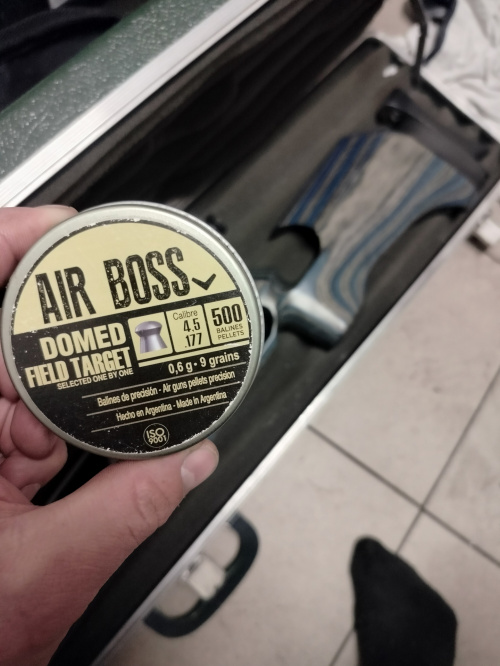 AIR BOSS
DOMED
FIELD TARGET
SELECTED ONE BY ONE
Calibre
4.5
.177
500
BALINES
PELLETS
0,6 g • 9 grains
Balines de precisión - Air guns pellets precision
Hecho en Argentina - Made in Argentina
ISO
9001